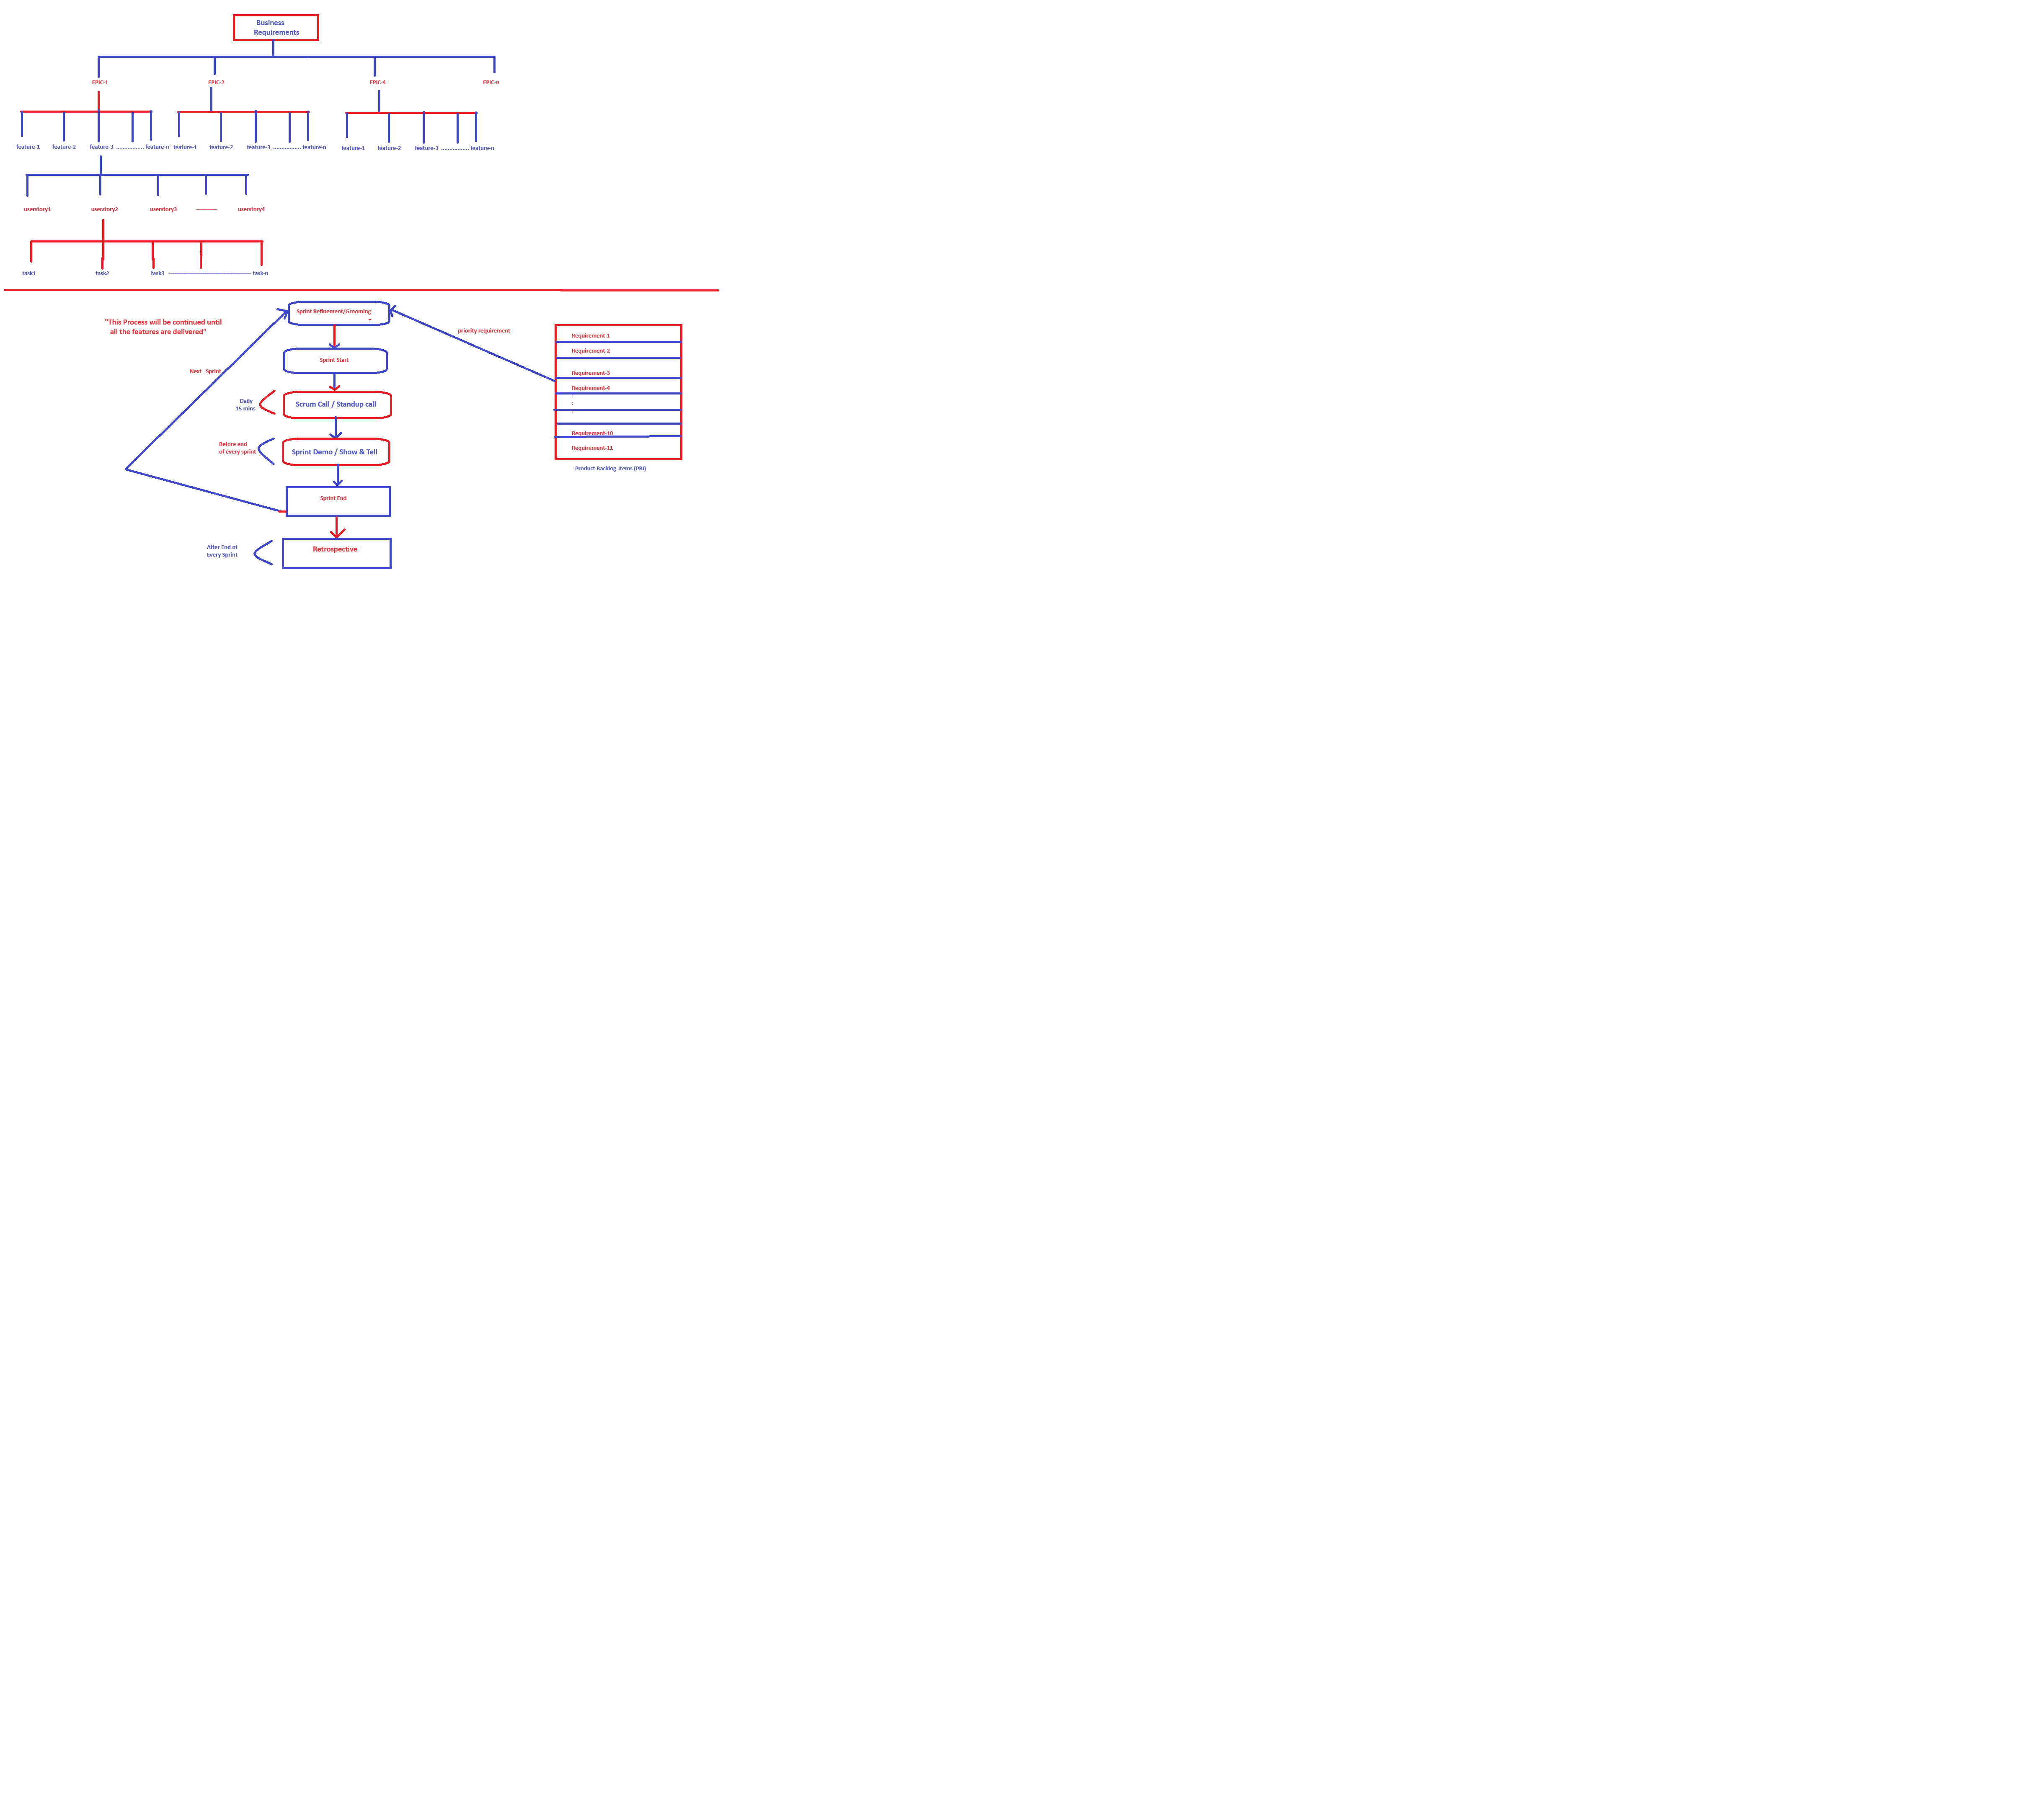 Business
Requirements
EPIC-1
EPIC-2
EPIC-4
EPIC-n
feature-1
feature-2
feature-3 ................. feature-n
feature-1
feature-2
feature-3 ................. feature-n
feature-1
feature-2
feature-3 ................. feature-n
userstory1
userstory2
userstory3
-----------
userstory4
task1
task2
task3 -------------------------------------------- task-n
Sprint Refinement/Grooming
"This Process will be continued until
all the features are delivered"
priority requirement
Requirement-1
Requirement-2
Requirement-3
Requirement-4
:
:
:
Requirement-10
Requirement-11
Product Backlog Items (PBI)
Sprint Start
Next Sprint
Daily
15 mins
Scrum Call / Standup call
Before end
of every sprint
Sprint Demo / Show & Tell
Sprint End
After End of
Every Sprint
Retrospective